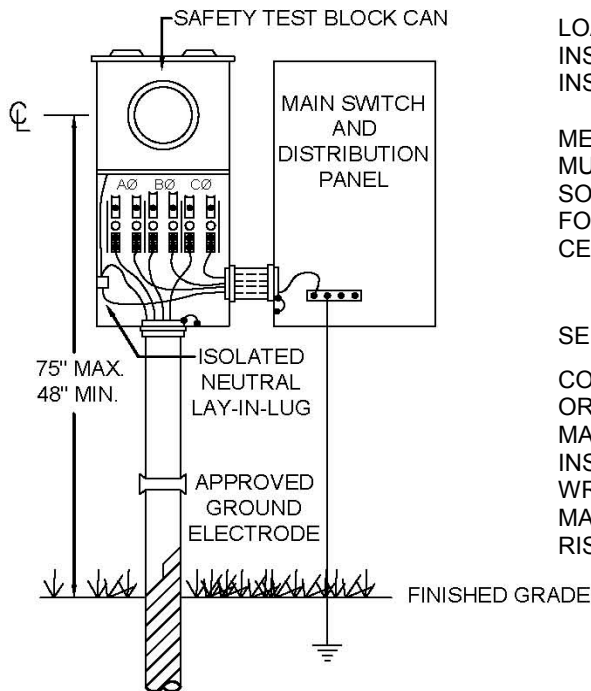 SAFETY TEST BLOCK CAN
℄
MAIN SWITCH
AND
DISTRIBUTION
PANEL
AØ BØ CØ
75" MAX.
48" MIN.
ISOLATED
NEUTRAL
LAY-IN-LUG
APPROVED
GROUND
ELECTRODE
FINISHED GRADE
LOA
INS
INS
ME
MU
SO
FO
CE
SE
CO
OR
MA
INS
WR
MA
RIS